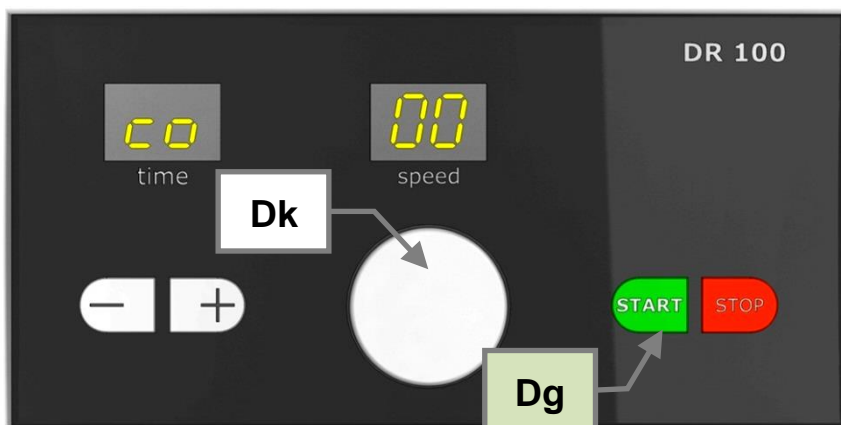 DR 100
co
00
time
speed
Dk
− +
START STOP
Dg